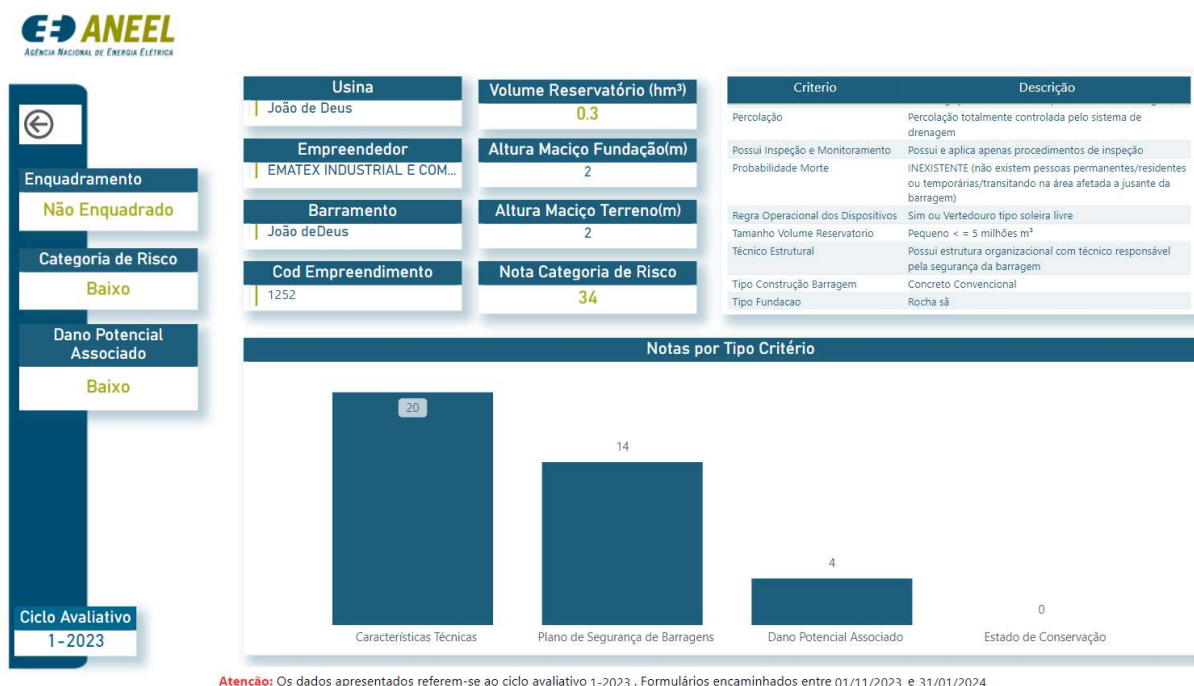 ANEEL
AGÊNCIA NACIONAL DE ENERGIA ELÉTRICA
Enquadramento
Não Enquadrado
Categoria de Risco
Baixo
Dano Potencial
Associado
Baixo
Ciclo Avaliativo
1-2023
Usina
João de Deus
Empreendedor
EMATEX INDUSTRIAL E COM...
Barramento
João deDeus
Cod Empreendimento
1252
Volume Reservatório (hm³)
0.3
Altura Maciço Fundação(m)
2
Altura Maciço Terreno(m)
2
Nota Categoria de Risco
34
Criterio Descrição
Percolação Percolação totalmente controlada pelo sistema de
drenagem
Possui Inspeção e Monitoramento Possui e aplica apenas procedimentos de inspeção
Probabilidade Morte INEXISTENTE (não existem pessoas permanentes/residentes
ou temporárias/transitando na área afetada a jusante da
barragem)
Regra Operacional dos Dispositivos Sim ou Vertedouro tipo soleira livre
Tamanho Volume Reservatorio Pequeno < = 5 milhões m³
Técnico Estrutural Possui estrutura organizacional com técnico responsável
pela segurança da barragem
Tipo Construção Barragem Concreto Convencional
Tipo Fundacao Rocha sã
Notas por Tipo Critério
20
14
4
0
Características Técnicas Plano de Segurança de Barragens Dano Potencial Associado Estado de Conservação
Atenção: Os dados apresentados referem-se ao ciclo avaliativo 1-2023 . Formulários encaminhados entre 01/11/2023 e 31/01/2024